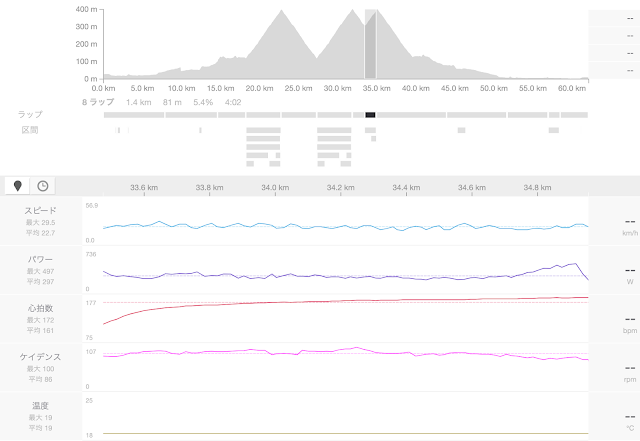 400 m
300 m
200 m
100 m
0 m
--
--
--
--
0.0 km 5.0 km 10.0 km 15.0 km 20.0 km 25.0 km 30.0 km 35.0 km 40.0 km 45.0 km 50.0 km 55.0 km 60.0 km
8 ラップ 1.4 km 81 m 5.4% 4:02
ラップ
区間
33.6 km 33.8 km 34.0 km 34.2 km 34.4 km 34.6 km 34.8 km
スピード
最大 29.5
平均 22.7
56.9
0.0
--
km/h
パワー
最大 497
平均 297
736
0
--
W
心拍数
最大 172
平均 161
177
75
--
bpm
ケイデンス
最大 100
平均 86
107
0
--
rpm
温度
最大 19
平均 19
25
18
--
°C